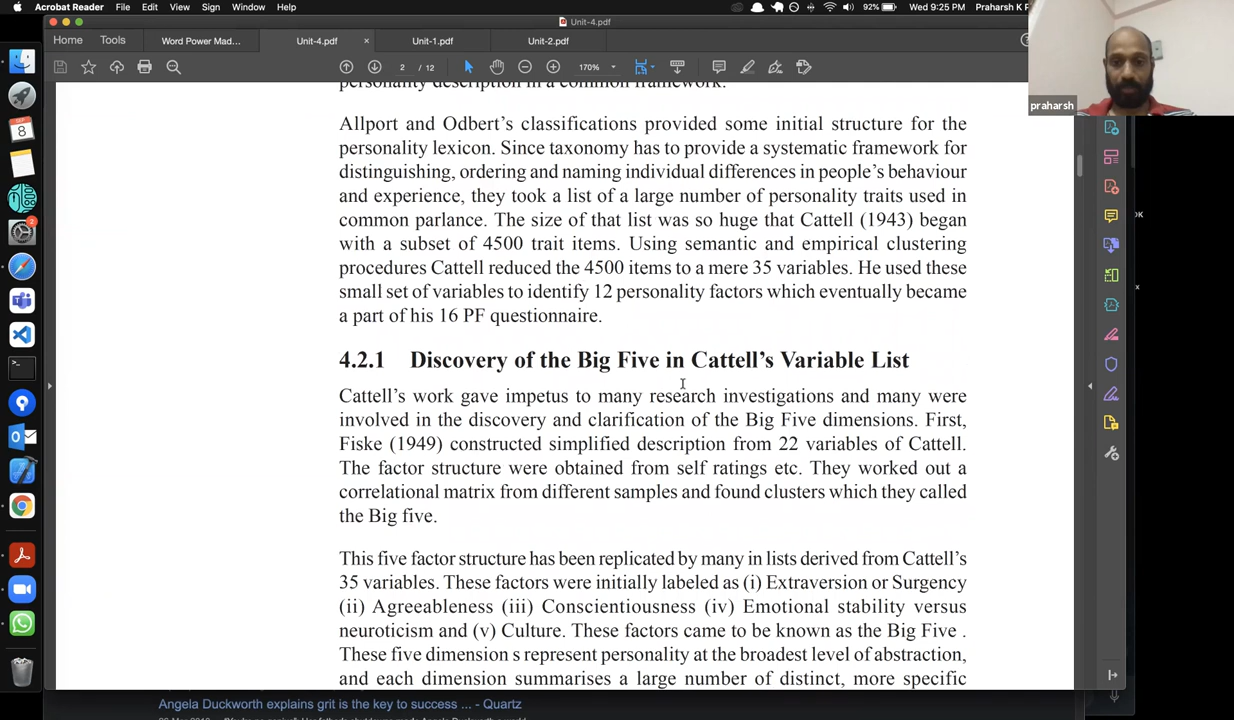 Acrobat Reader File Edit View Sign Window Help 92% Wed 9:25 PM Praharsh K P
Unit-4.pdf
Home Tools Word Power Mad... Unit-4.pdf × Unit-1.pdf Unit-2.pdf
2 / 12 170%
praharsh
SEP
8
2
personality description in a common framework.
Allport and Odbert's classifications provided some initial structure for the
personality lexicon. Since taxonomy has to provide a systematic framework for
distinguishing, ordering and naming individual differences in people's behaviour
and experience, they took a list of a large number of personality traits used in
common parlance. The size of that list was so huge that Cattell (1943) began
with a subset of 4500 trait items. Using semantic and empirical clustering
procedures Cattell reduced the 4500 items to a mere 35 variables. He used these
small set of variables to identify 12 personality factors which eventually became
a part of his 16 PF questionnaire.
4.2.1 Discovery of the Big Five in Cattell's Variable List
Cattell's work gave impetus to many research investigations and many were
involved in the discovery and clarification of the Big Five dimensions. First,
Fiske (1949) constructed simplified description from 22 variables of Cattell.
The factor structure were obtained from self ratings etc. They worked out a
correlational matrix from different samples and found clusters which they called
the Big five.
This five factor structure has been replicated by many in lists derived from Cattell's
35 variables. These factors were initially labeled as (i) Extraversion or Surgency
(ii) Agreeableness (iii) Conscientiousness (iv) Emotional stability versus
neuroticism and (v) Culture. These factors came to be known as the Big Five .
These five dimension s represent personality at the broadest level of abstraction,
and each dimension summarises a large number of distinct, more specific
Angela Duckworth explains grit is the key to success ... - Quartz